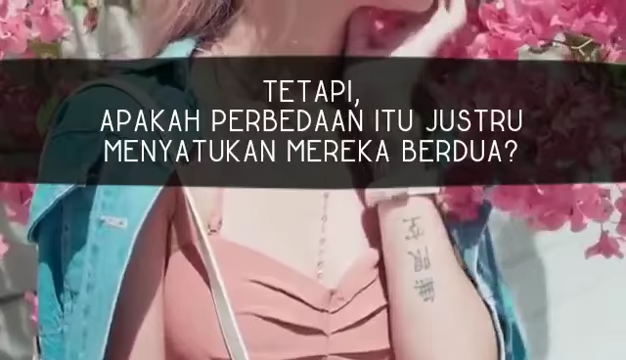 TETAPI,
APAKAH PERBEDAAN ITU JUSTRU
MENYATUKAN MEREKA BERDUA?